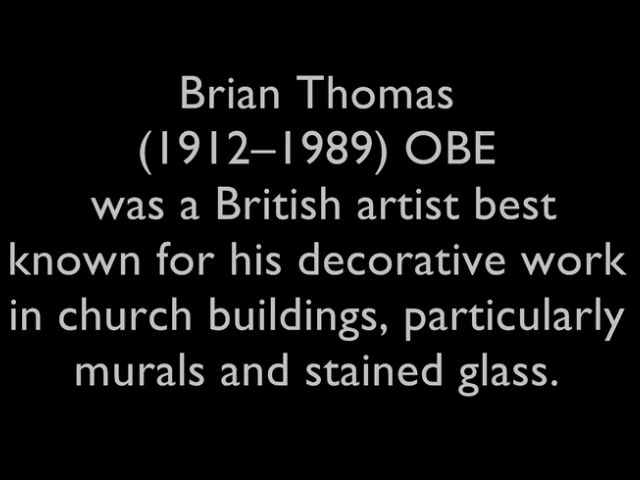 Brian Thomas
(1912–1989) OBE
was a British artist best
known for his decorative work
in church buildings, particularly
murals and stained glass.